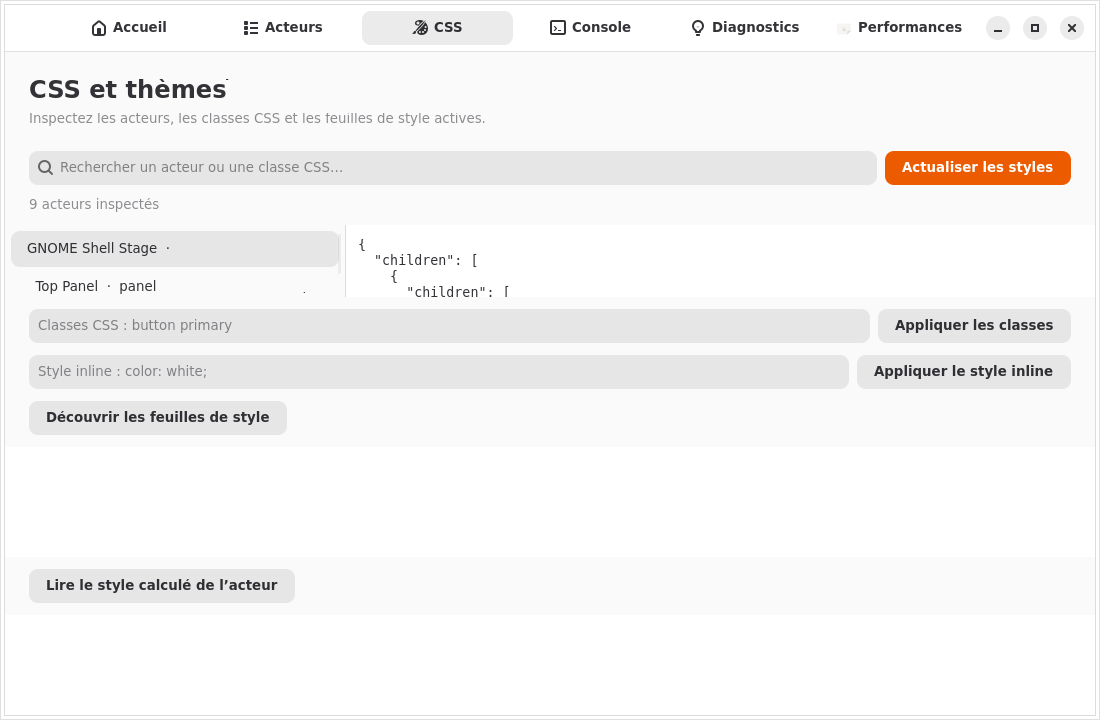 Accueil
Acteurs
CSS
Console
Diagnostics
Performances
CSS et thèmes
Inspectez les acteurs, les classes CSS et les feuilles de style actives.
Rechercher un acteur ou une classe CSS…
Actualiser les styles
9 acteurs inspectés
GNOME Shell Stage ·
Top Panel · panel
{
"children": [
{
"children": [
Classes CSS : button primary
Appliquer les classes
Style inline : color: white;
Appliquer le style inline
Découvrir les feuilles de style
Lire le style calculé de l’acteur